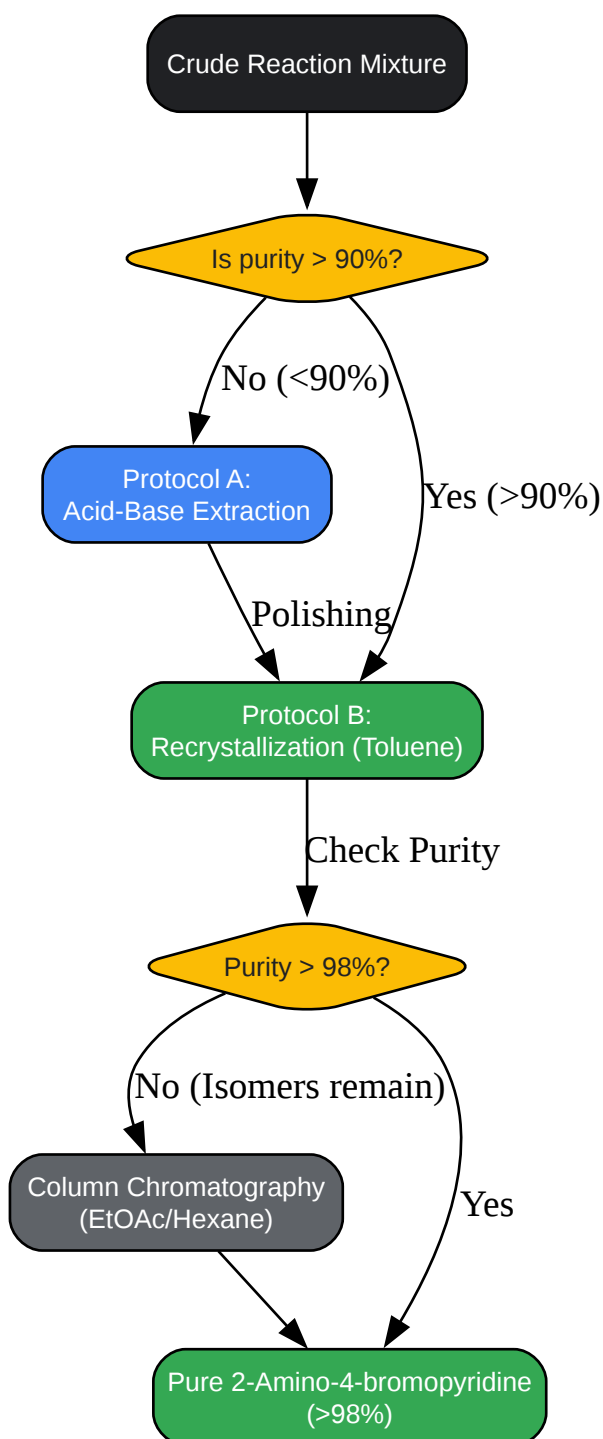 Crude Reaction Mixture
Is purity > 90%?
No (<90%)
Protocol A:
Acid-Base Extraction
Yes (>90%)
Polishing
Protocol B:
Recrystallization (Toluene)
Check Purity
Purity > 98%?
No (Isomers remain)
Column Chromatography
(EtOAc/Hexane)
Yes
Pure 2-Amino-4-bromopyridine
(>98%)